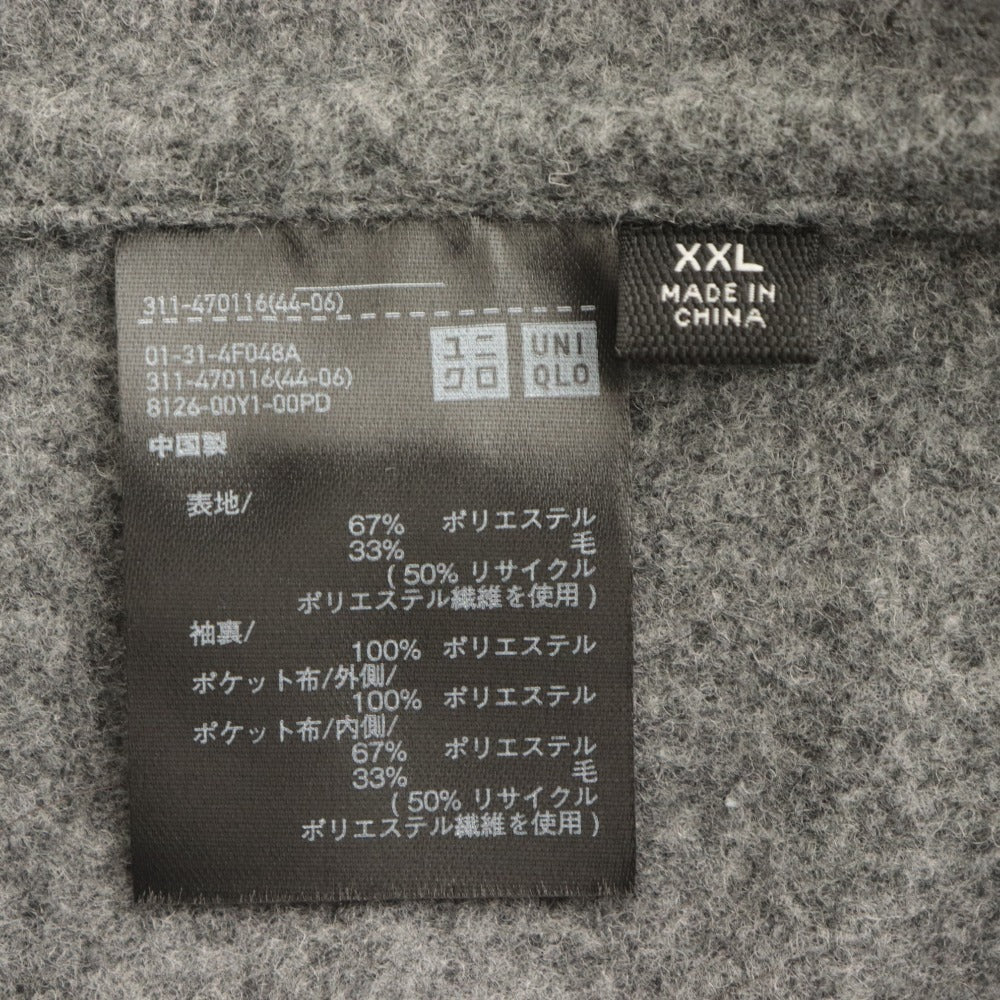 311-470116(44-06)
01-31-4F048A
311-470116(44-06)
8126-00Y1-00PD
中国製
ユニ
クロ
UNI
QLO
XXL
MADE IN
CHINA
表地/
67% ポリエステル
33% 毛
( 50% リサイクル
ポリエステル繊維を使用 )
袖裏/
100% ポリエステル
ポケット布/外側/
100% ポリエステル
ポケット布/内側/
67% ポリエステル
33% 毛
( 50% リサイクル
ポリエステル繊維を使用 )